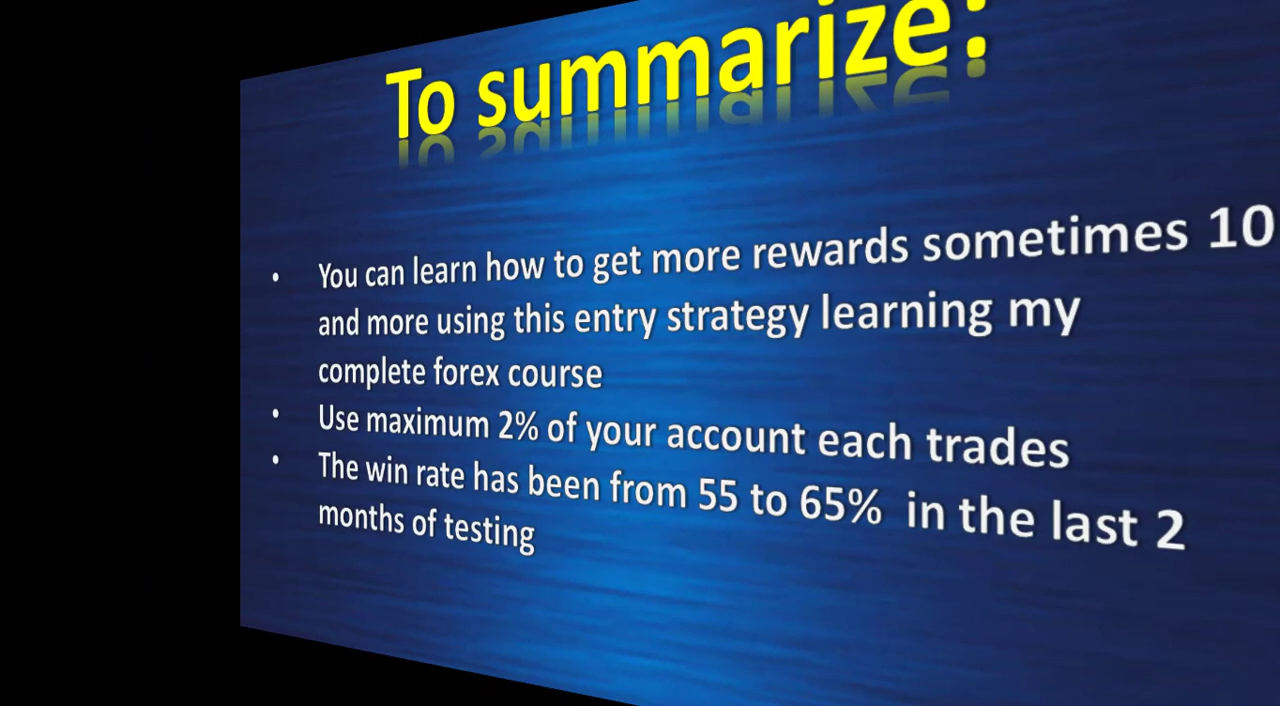 To summarize:
• You can learn how to get more rewards sometimes 10
and more using this entry strategy learning my
complete forex course
• Use maximum 2% of your account each trades
• The win rate has been from 55 to 65% in the last 2
months of testing